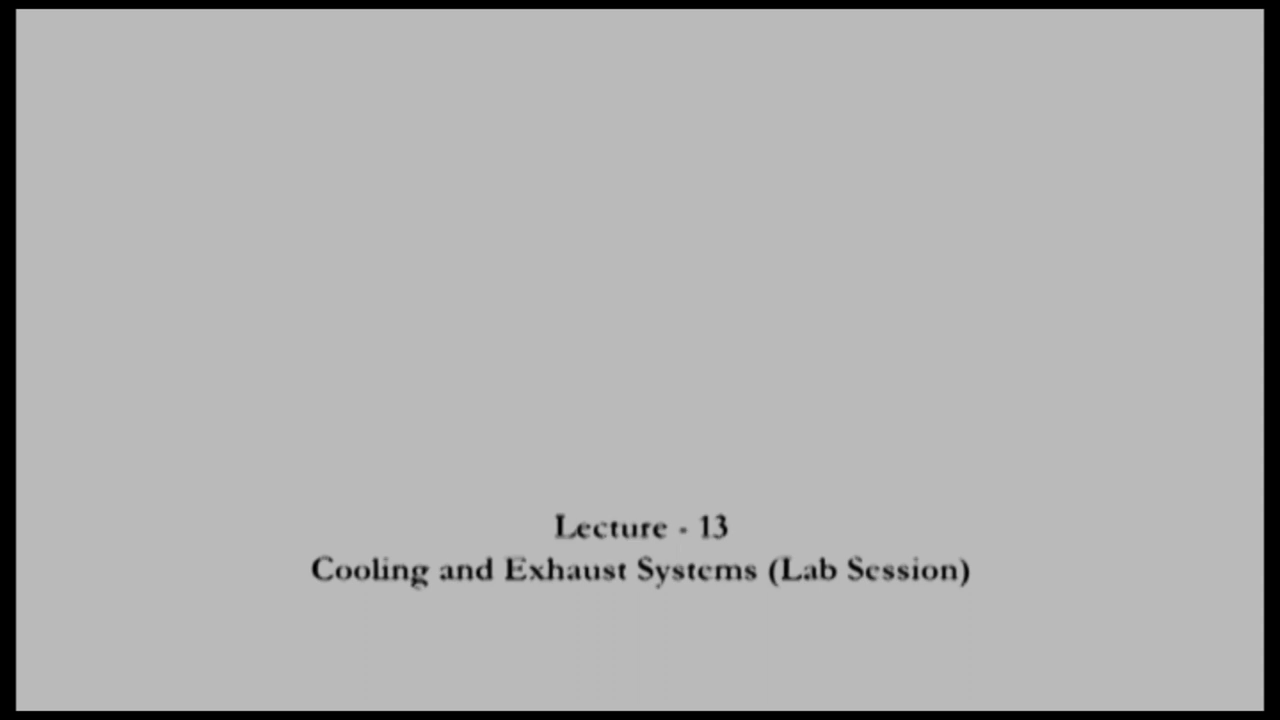 Lecture - 13
Cooling and Exhaust Systems (Lab Session)